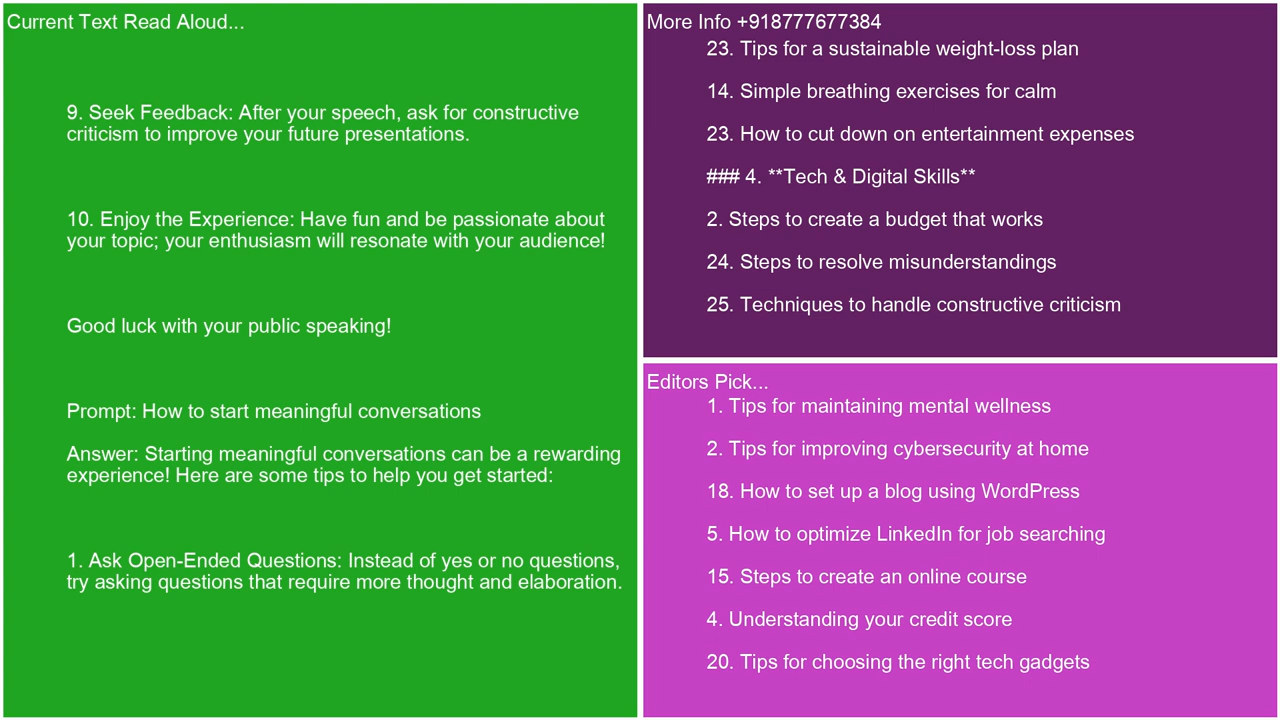 Current Text Read Aloud...
9. Seek Feedback: After your speech, ask for constructive
criticism to improve your future presentations.
10. Enjoy the Experience: Have fun and be passionate about
your topic; your enthusiasm will resonate with your audience!
Good luck with your public speaking!
Prompt: How to start meaningful conversations
Answer: Starting meaningful conversations can be a rewarding
experience! Here are some tips to help you get started:
1. Ask Open-Ended Questions: Instead of yes or no questions,
try asking questions that require more thought and elaboration.
More Info +918777677384
23. Tips for a sustainable weight-loss plan
14. Simple breathing exercises for calm
23. How to cut down on entertainment expenses
### 4. **Tech & Digital Skills**
2. Steps to create a budget that works
24. Steps to resolve misunderstandings
25. Techniques to handle constructive criticism
Editors Pick...
1. Tips for maintaining mental wellness
2. Tips for improving cybersecurity at home
18. How to set up a blog using WordPress
5. How to optimize LinkedIn for job searching
15. Steps to create an online course
4. Understanding your credit score
20. Tips for choosing the right tech gadgets